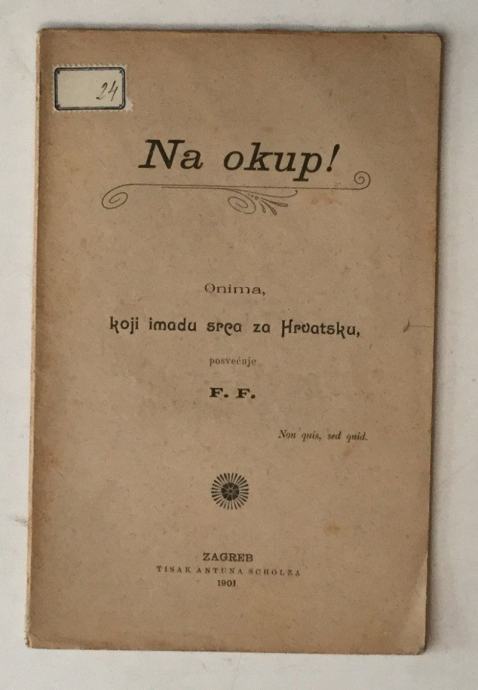 24
Na okup!
Onima,
koji imadu srca za Hrvatsku,
posvećuje
F. F.
Non quis, sed quid.
ZAGREB
TISAK ANTUNA SCHOLZA
1901